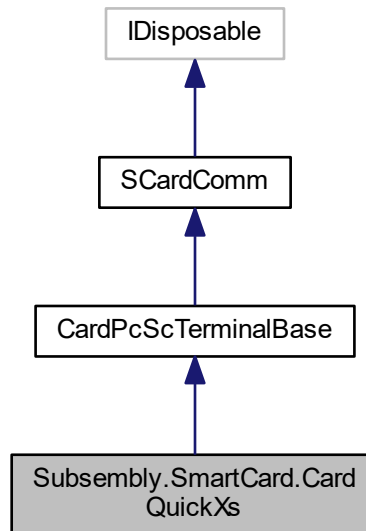 IDisposable
SCardComm
CardPcScTerminalBase
Subsembly.SmartCard.Card
QuickXs